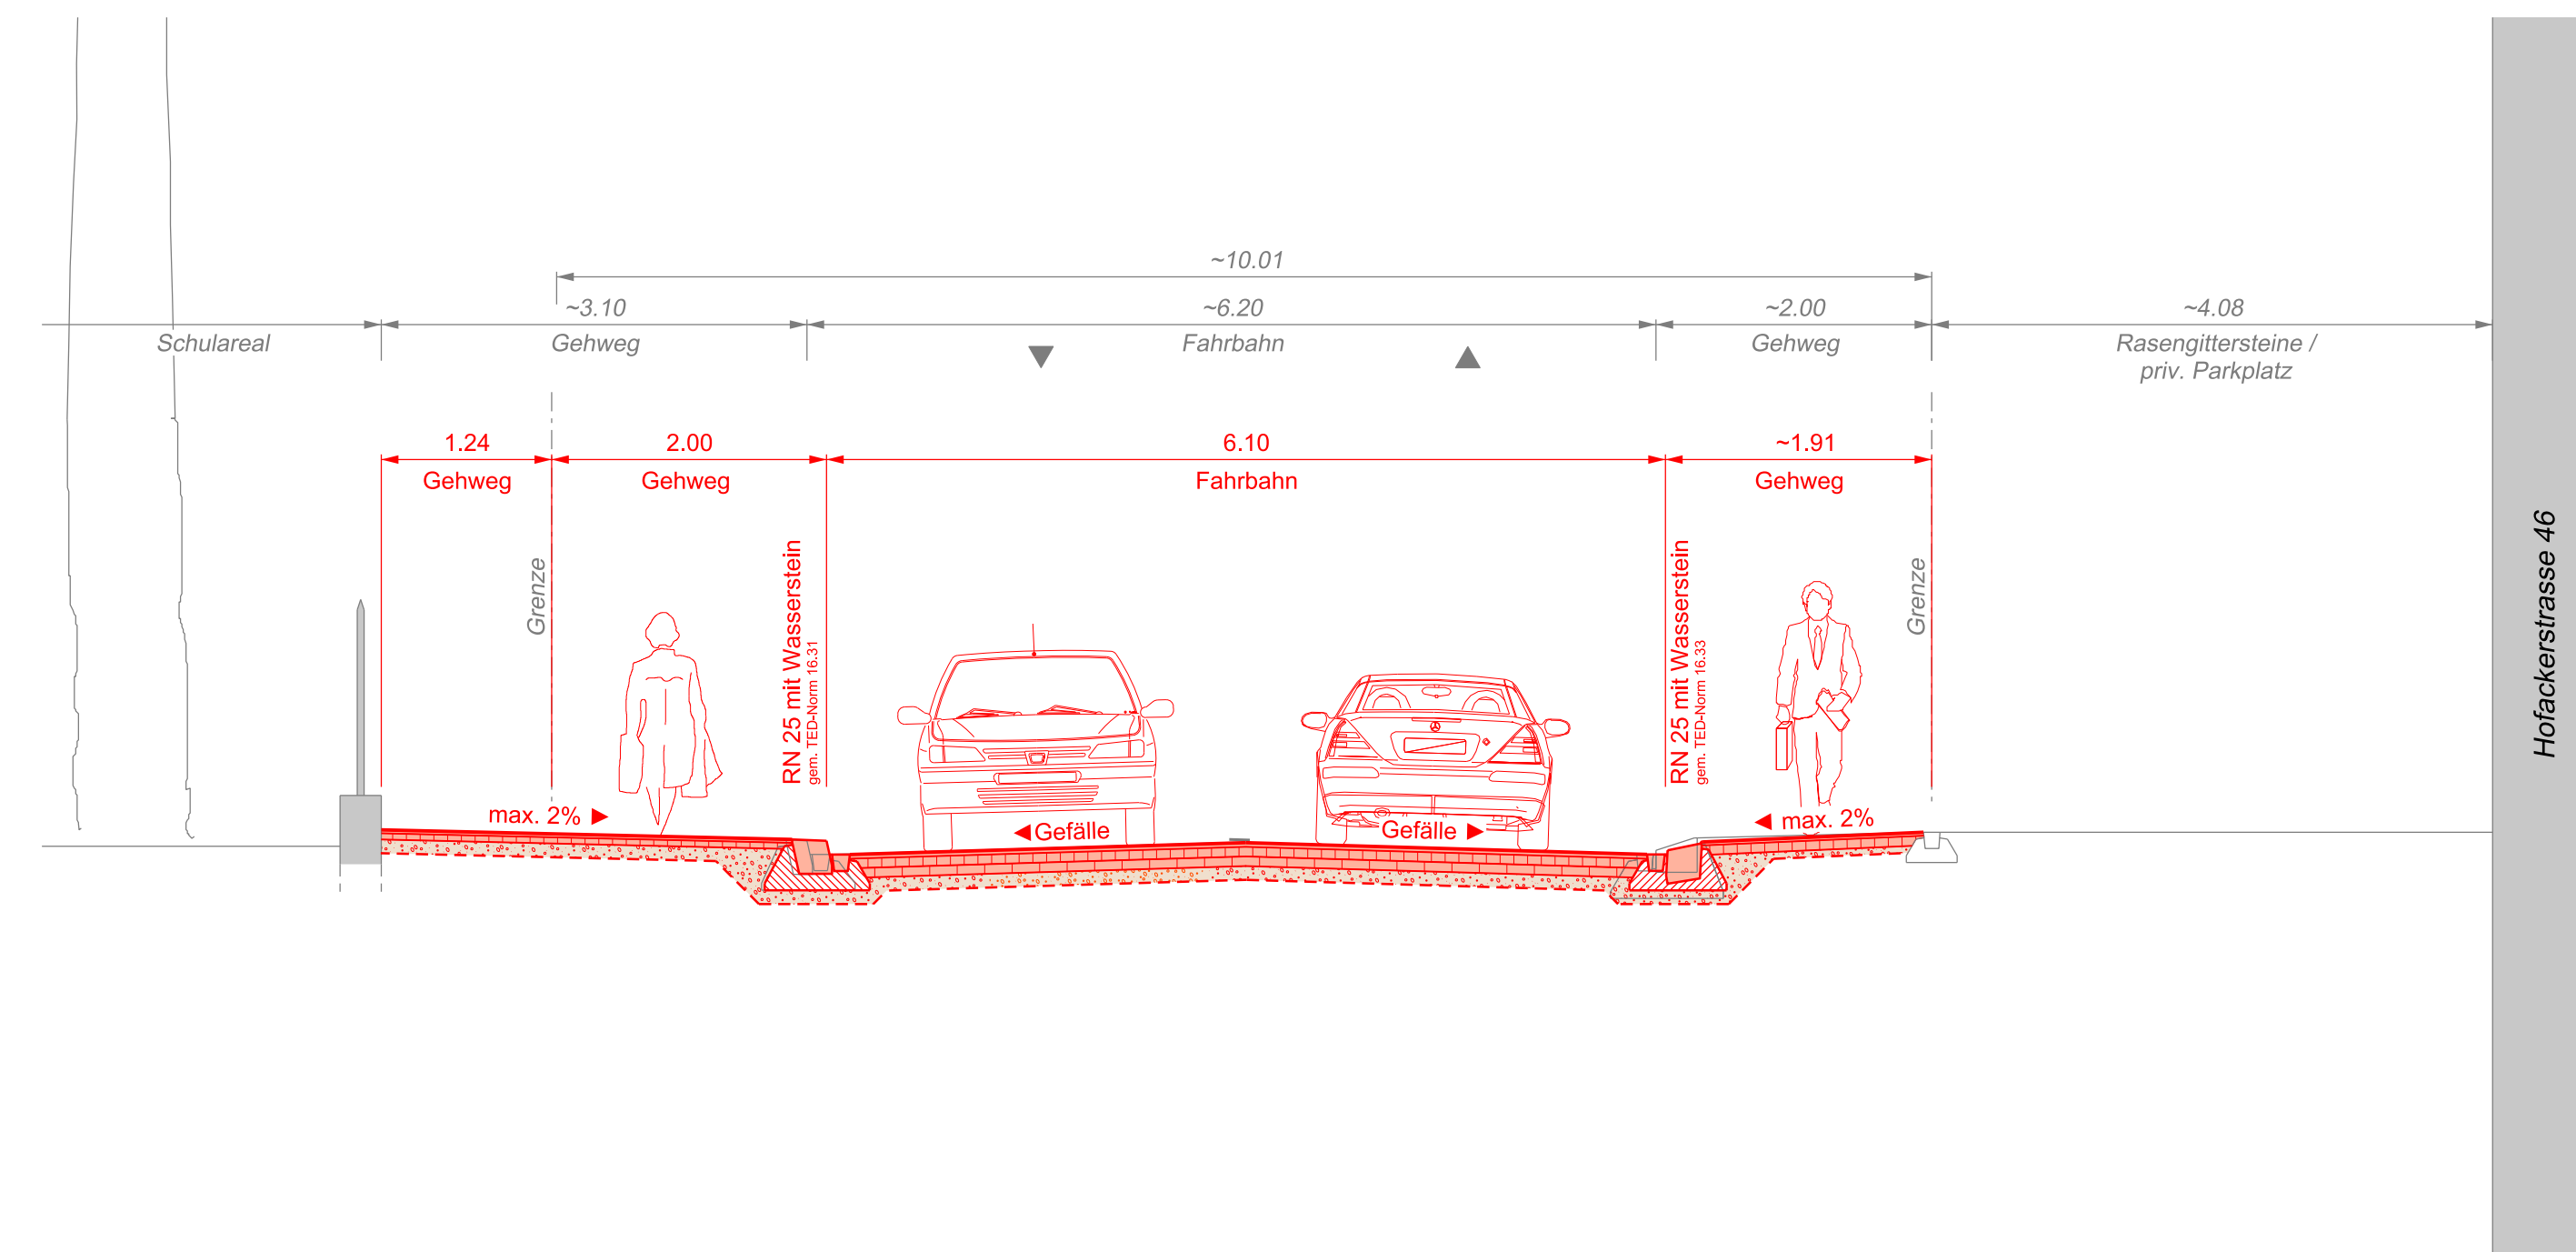 ~10.01
~3.10
~6.20
~2.00
~4.08
Schulareal
Gehweg
Fahrbahn
Gehweg
Rasengittersteine /
priv. Parkplatz
1.24
2.00
6.10
~1.91
Gehweg
Gehweg
Fahrbahn
Gehweg
Grenze
RN 25 mit Wasserstein
gem. TED-Norm 16.31
RN 25 mit Wasserstein
gem. TED-Norm 16.33
Grenze
Hofackerstrasse 46
max. 2%
Gefälle
Gefälle
max. 2%